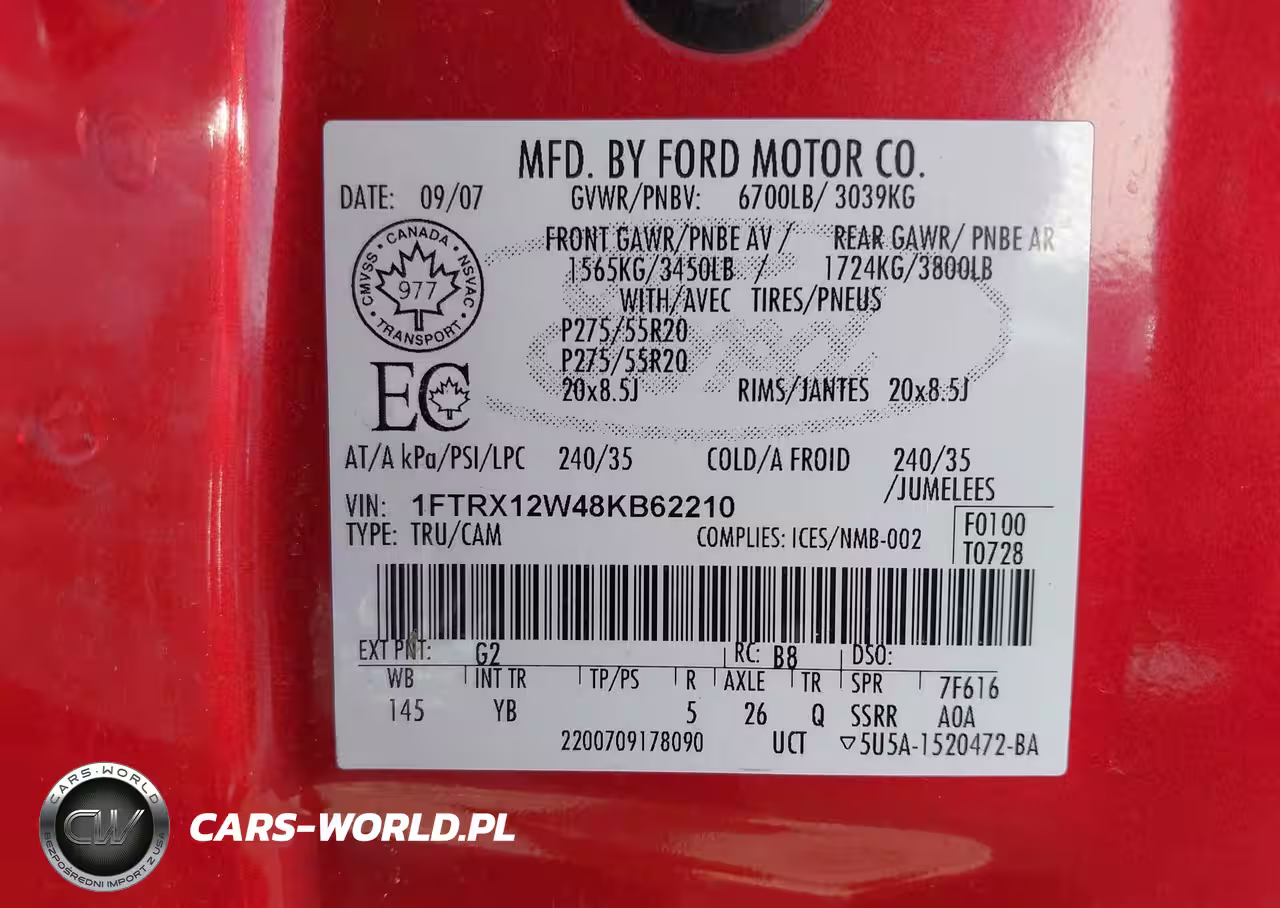 MFD. BY FORD MOTOR CO.
DATE: 09/07 GVWR/PNBV: 6700LB/ 3039KG
FRONT GAWR/PNBE AV / REAR GAWR/ PNBE AR
1565KG/3450LB / 1724KG/3800LB
WITH/AVEC TIRES/PNEUS
P275/55R20
P275/55R20
20x8.5J RIMS/JANTES 20x8.5J
CANADA
CMVSS NSVAC
977
TRANSPORT
EC
AT/A kPa/PSI/LPC 240/35 COLD/A FROID 240/35
/JUMELEES
VIN: 1FTRX12W48KB62210
TYPE: TRU/CAM COMPLIES: ICES/NMB-002
F0100
T0728
EXT PNT: G2 RC: B8 DSO:
WB INT TR TP/PS R AXLE TR SPR 7F616
145 YB 5 26 Q SSRR A0A
2200709178090 UCT 5U5A-1520472-BA
CARS-WORLD
CW
BEZPOŚREDNI IMPORT Z USA
CARS-WORLD.PL